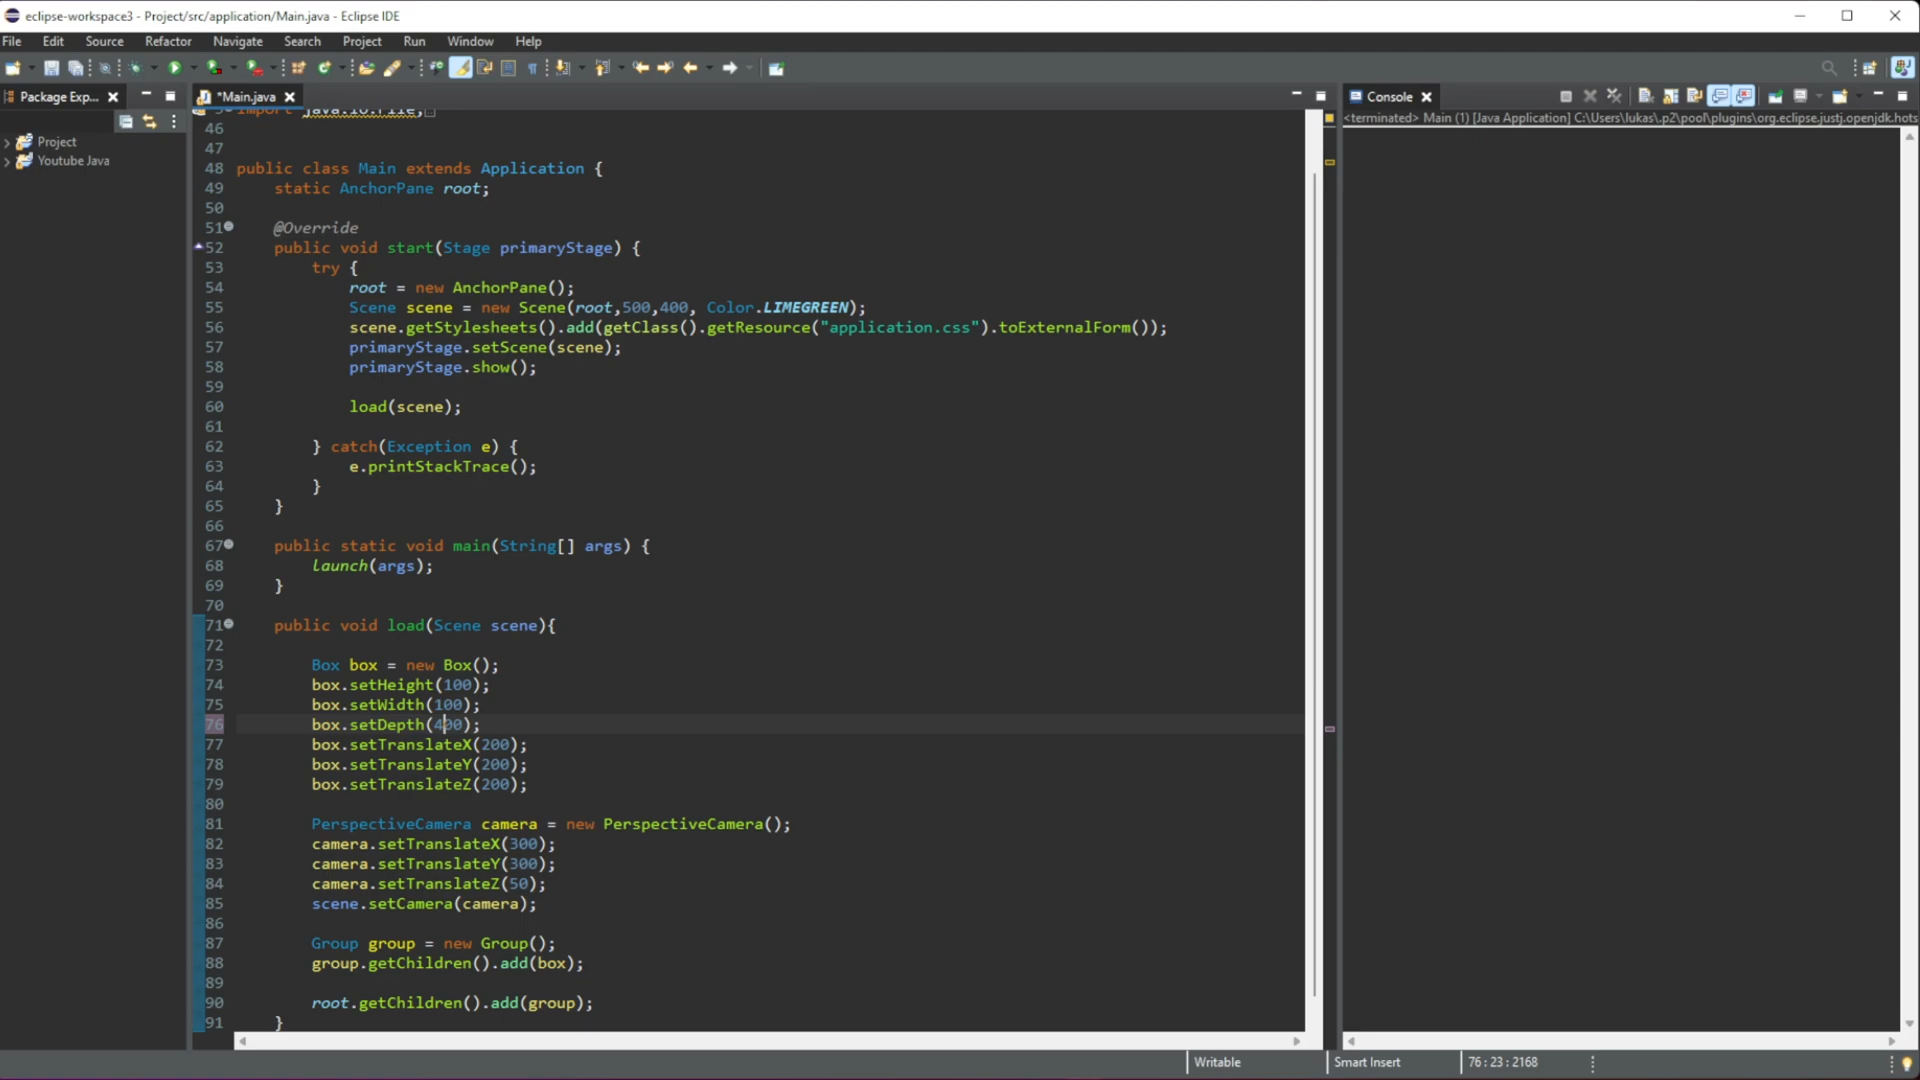 eclipse-workspace3 - Project/src/application/Main.java - Eclipse IDE
File Edit Source Refactor Navigate Search Project Run Window Help
Package Exp...
*Main.java
Console
<terminated> Main (1) [Java Application] C:\Users\lukas\.p2\pool\plugins\org.eclipse.justj.openjdk.hots
Project
Youtube Java
import java.io.File;
46
47
48 public class Main extends Application {
49 static AnchorPane root;
50
51 @Override
52 public void start(Stage primaryStage) {
53 try {
54 root = new AnchorPane();
55 Scene scene = new Scene(root,500,400, Color.LIMEGREEN);
56 scene.getStylesheets().add(getClass().getResource("application.css").toExternalForm());
57 primaryStage.setScene(scene);
58 primaryStage.show();
59
60 load(scene);
61
62 } catch(Exception e) {
63 e.printStackTrace();
64 }
65 }
66
67 public static void main(String[] args) {
68 launch(args);
69 }
70
71 public void load(Scene scene){
72
73 Box box = new Box();
74 box.setHeight(100);
75 box.setWidth(100);
76 box.setDepth(400);
77 box.setTranslateX(200);
78 box.setTranslateY(200);
79 box.setTranslateZ(200);
80
81 PerspectiveCamera camera = new PerspectiveCamera();
82 camera.setTranslateX(300);
83 camera.setTranslateY(300);
84 camera.setTranslateZ(50);
85 scene.setCamera(camera);
86
87 Group group = new Group();
88 group.getChildren().add(box);
89
90 root.getChildren().add(group);
91 }
Writable
Smart Insert
76 : 23 : 2168